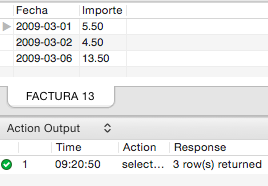 Fecha Importe
2009-03-01 5.50
2009-03-02 4.50
2009-03-06 13.50
FACTURA 13
Action Output
Time Action Response
1 09:20:50 select... 3 row(s) returned